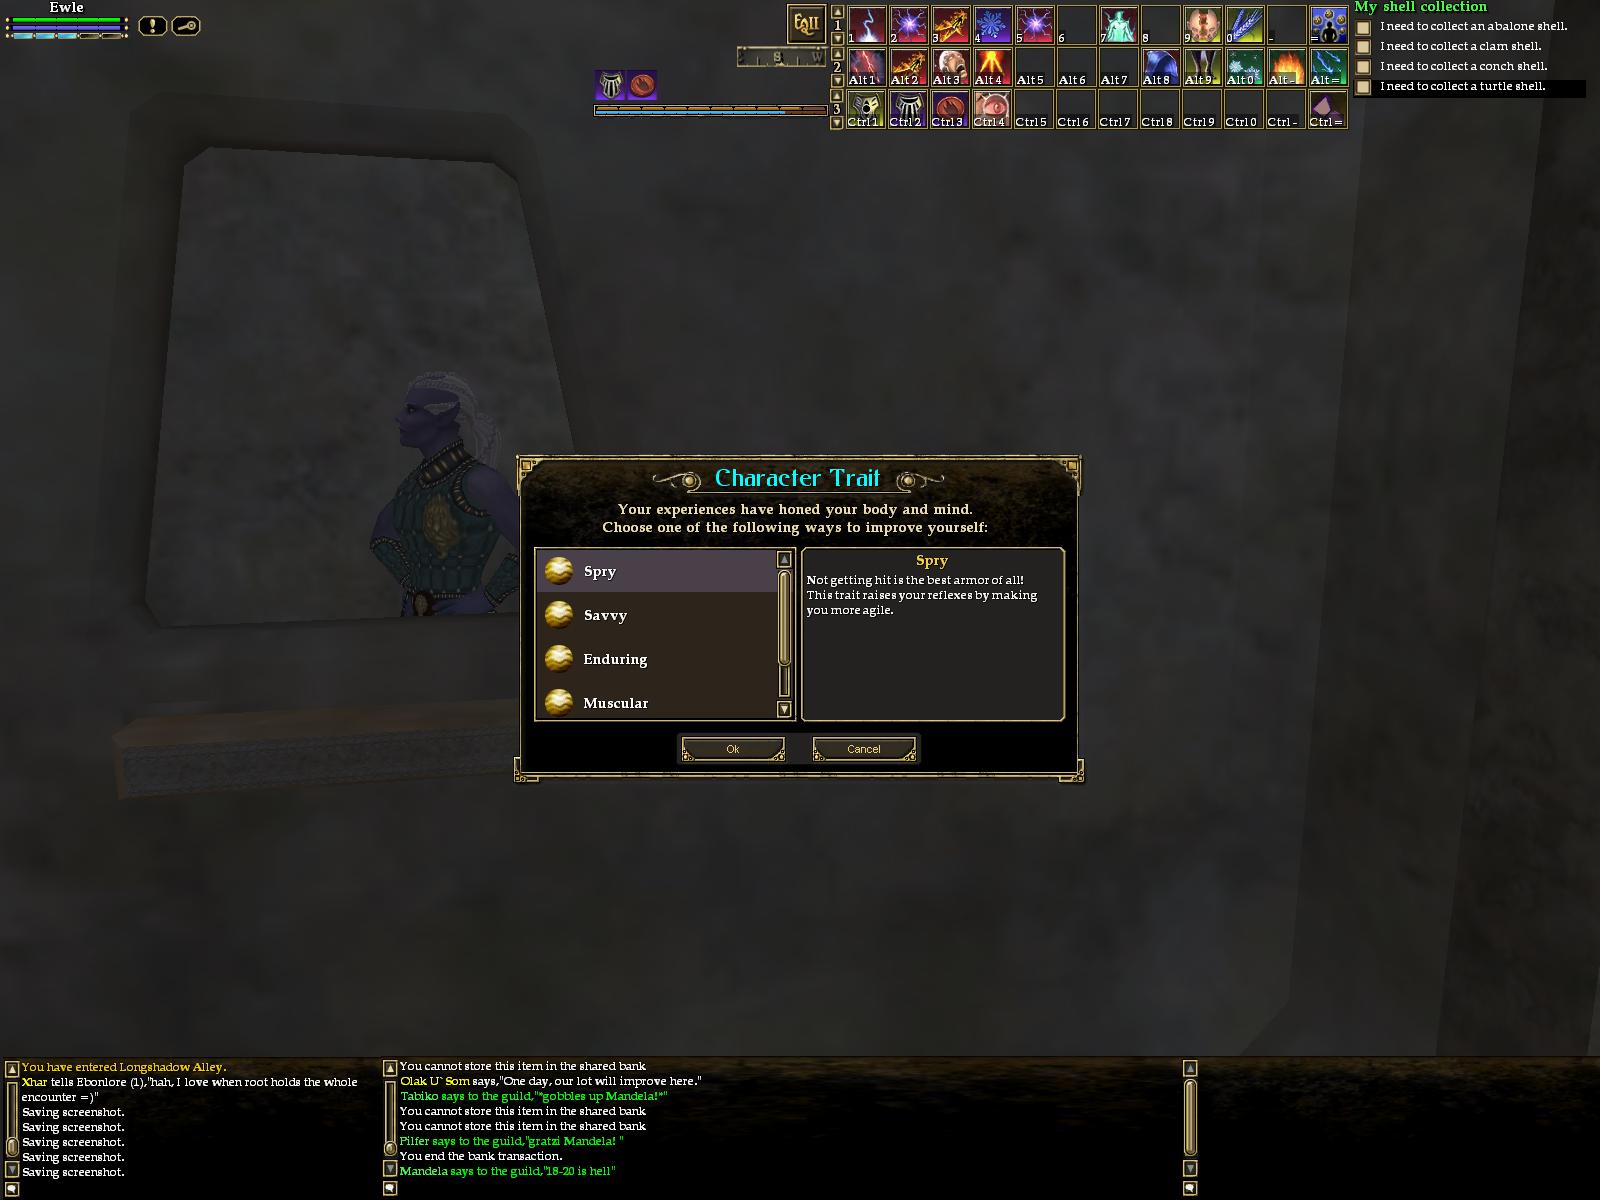 Ewle
EQII
S
W
1
1
2
3
4
5
6
7
8
9
0
-
=
2
Alt1
Alt2
Alt3
Alt4
Alt5
Alt6
Alt7
Alt8
Alt9
Alt0
Alt-
Alt=
3
Ctrl1
Ctrl2
Ctrl3
Ctrl4
Ctrl5
Ctrl6
Ctrl7
Ctrl8
Ctrl9
Ctrl0
Ctrl-
Ctrl=
My shell collection
I need to collect an abalone shell.
I need to collect a clam shell.
I need to collect a conch shell.
I need to collect a turtle shell.
Character Trait
Your experiences have honed your body and mind.
Choose one of the following ways to improve yourself:
Spry
Savvy
Enduring
Muscular
Spry
Not getting hit is the best armor of all!
This trait raises your reflexes by making
you more agile.
Ok
Cancel
You have entered Longshadow Alley.
Xhar tells Ebonlore (1),"hah, I love when root holds the whole
encounter =)"
Saving screenshot.
Saving screenshot.
Saving screenshot.
Saving screenshot.
Saving screenshot.
You cannot store this item in the shared bank
Olak U`Som says,"One day, our lot will improve here."
Tabiko says to the guild,"*gobbles up Mandela!*"
You cannot store this item in the shared bank
You cannot store this item in the shared bank
Pilfer says to the guild,"gratzi Mandela! "
You end the bank transaction.
Mandela says to the guild,"18-20 is hell"